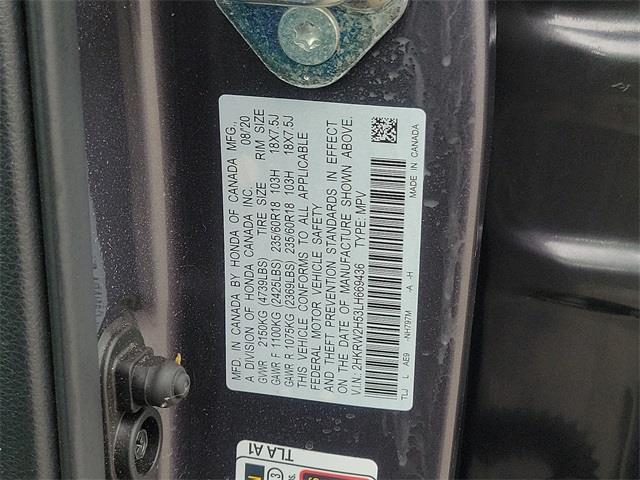 MFD. IN CANADA BY HONDA OF CANADA MFG.,
A DIVISION OF HONDA CANADA INC. 08/20
GVWR 2150KG (4739LBS) TIRE SIZE RIM SIZE
GAWR F 1100KG (2425LBS) 235/60R18 103H 18X7.5J
GAWR R 1075KG (2369LBS) 235/60R18 103H 18X7.5J
THIS VEHICLE CONFORMS TO ALL APPLICABLE
FEDERAL MOTOR VEHICLE SAFETY
AND THEFT PREVENTION STANDARDS IN EFFECT
ON THE DATE OF MANUFACTURE SHOWN ABOVE.
V.I.N.: 2HKRW2H53LH669436 TYPE: MPV
TLJ L AE9 -NH797M -A -H
MADE IN CANADA
TLA A1